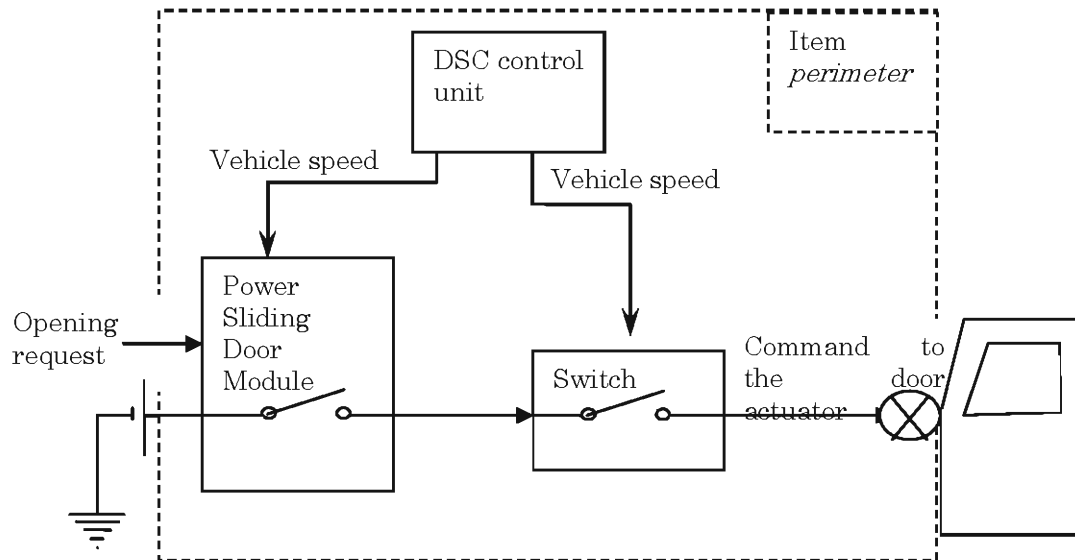 DSC control
unit
Item
perimeter
Vehicle speed
Vehicle speed
Power
Sliding
Door
Module
Opening
request
Switch
Command to
the door
actuator